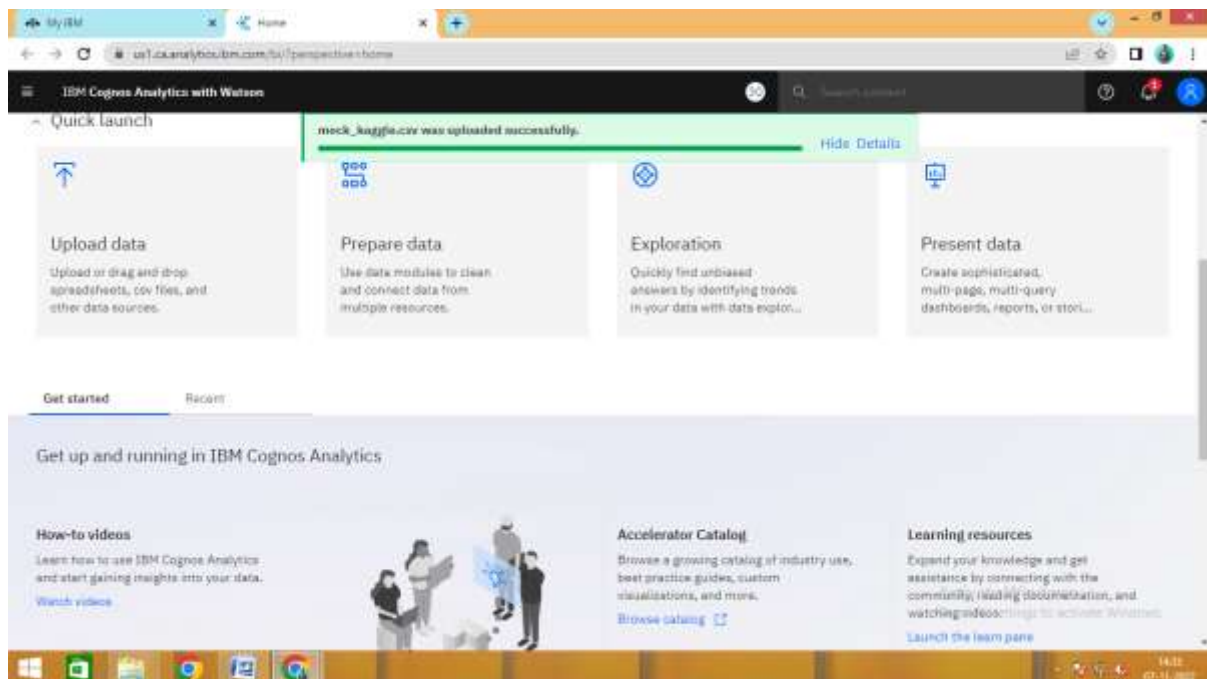 My IBM
Home
us1.ca.analytics.ibm.com/bi/?perspective=home
IBM Cognos Analytics with Watson
Search content
Quick launch
mock_kaggle.csv was uploaded successfully.
Hide Details
Upload data
Upload or drag and drop
spreadsheets, csv files, and
other data sources.
Prepare data
Use data modules to clean
and connect data from
multiple resources.
Exploration
Quickly find unbiased
answers by identifying trends
in your data with data explor...
Present data
Create sophisticated,
multi-page, multi-query
dashboards, reports, or stori...
Get started
Recent
Get up and running in IBM Cognos Analytics
How-to videos
Learn how to use IBM Cognos Analytics
and start gaining insights into your data.
Watch videos
Accelerator Catalog
Browse a growing catalog of industry use,
best practice guides, custom
visualizations, and more.
Browse catalog
Learning resources
Expand your knowledge and get
assistance by connecting with the
community, reading documentation, and
watching videos.
to activate Windows.
Launch the learn pane